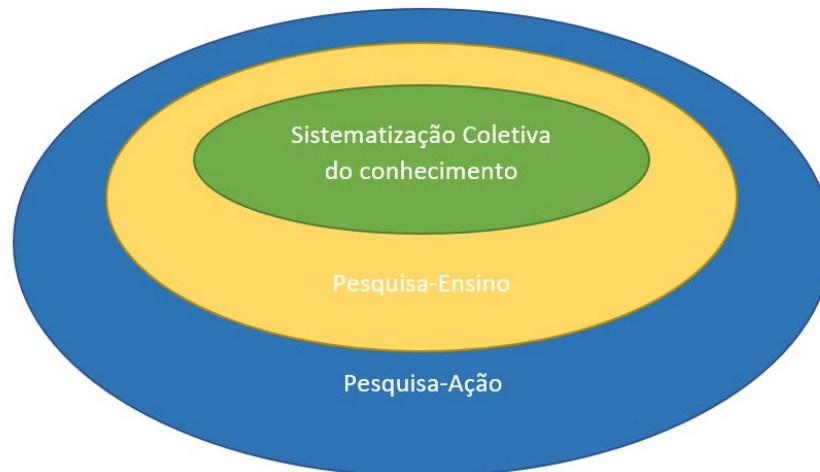 Sistematização Coletiva
do conhecimento
Pesquisa-Ensino
Pesquisa-Ação